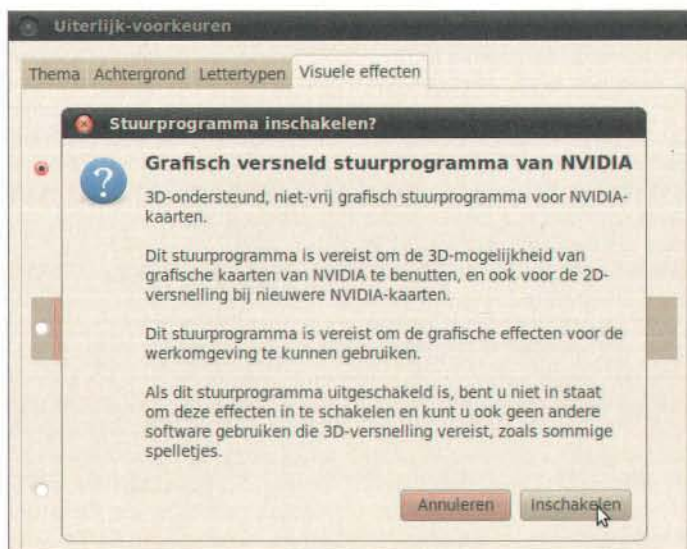 Uiterlijk-voorkeuren
Thema Achtergrond Lettertypen Visuele effecten
Stuurprogramma inschakelen?
Grafisch versneld stuurprogramma van NVIDIA
3D-ondersteund, niet-vrij grafisch stuurprogramma voor NVIDIA-
kaarten.
Dit stuurprogramma is vereist om de 3D-mogelijkheid van
grafische kaarten van NVIDIA te benutten, en ook voor de 2D-
versnelling bij nieuwere NVIDIA-kaarten.
Dit stuurprogramma is vereist om de grafische effecten voor de
werkomgeving te kunnen gebruiken.
Als dit stuurprogramma uitgeschakeld is, bent u niet in staat
om deze effecten in te schakelen en kunt u ook geen andere
software gebruiken die 3D-versnelling vereist, zoals sommige
spelletjes.
Annuleren Inschakelen